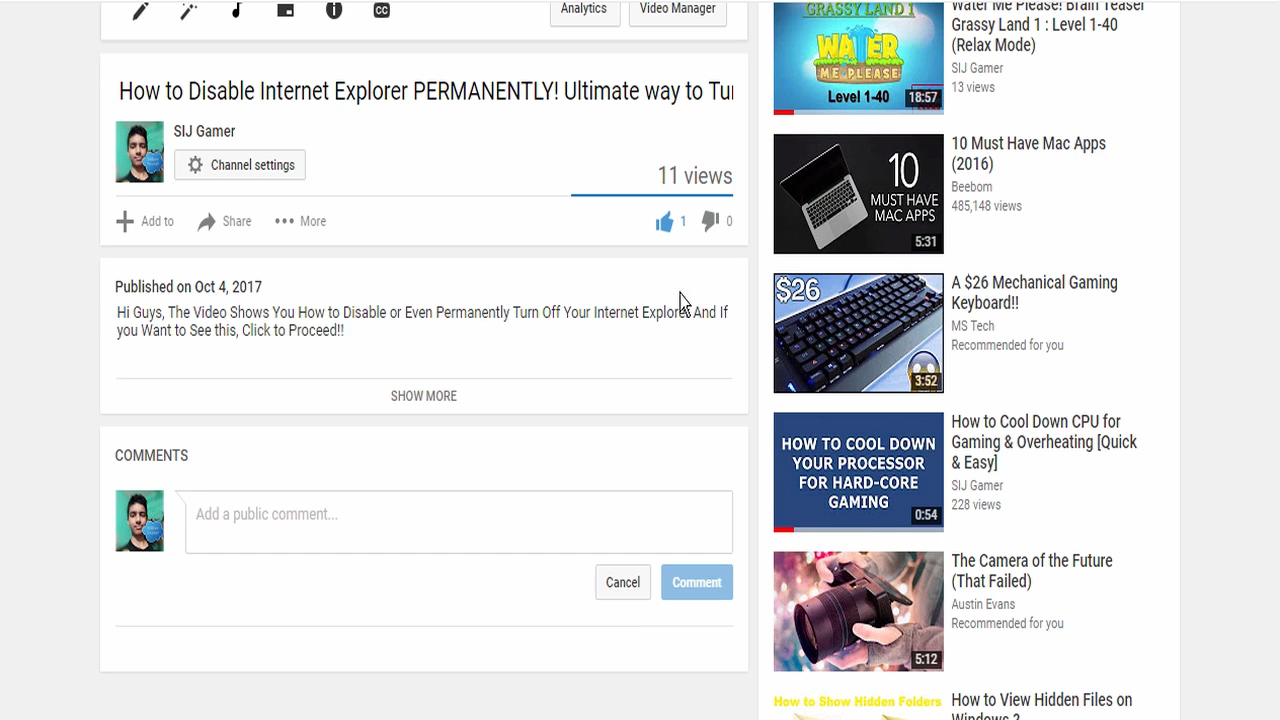 Analytics
Video Manager
How to Disable Internet Explorer PERMANENTLY! Ultimate way to Tu
SIJ Gamer
Channel settings
11 views
Add to
Share
More
1
0
Published on Oct 4, 2017
Hi Guys, The Video Shows You How to Disable or Even Permanently Turn Off Your Internet Explorer And If
you Want to See this, Click to Proceed!!
SHOW MORE
COMMENTS
Add a public comment...
Cancel
Comment
GRASSY LAND 1
WATER
ME PLEASE
Level 1-40
18:57
Water Me Please! Brain Teaser
Grassy Land 1 : Level 1-40
(Relax Mode)
SIJ Gamer
13 views
10
MUST HAVE
MAC APPS
5:31
10 Must Have Mac Apps
(2016)
Beebom
485,148 views
$26
3:52
A $26 Mechanical Gaming
Keyboard!!
MS Tech
Recommended for you
HOW TO COOL DOWN
YOUR PROCESSOR
FOR HARD-CORE
GAMING
0:54
How to Cool Down CPU for
Gaming & Overheating [Quick
& Easy]
SIJ Gamer
228 views
5:12
The Camera of the Future
(That Failed)
Austin Evans
Recommended for you
How to Show Hidden Folders
How to View Hidden Files on
Windows ?